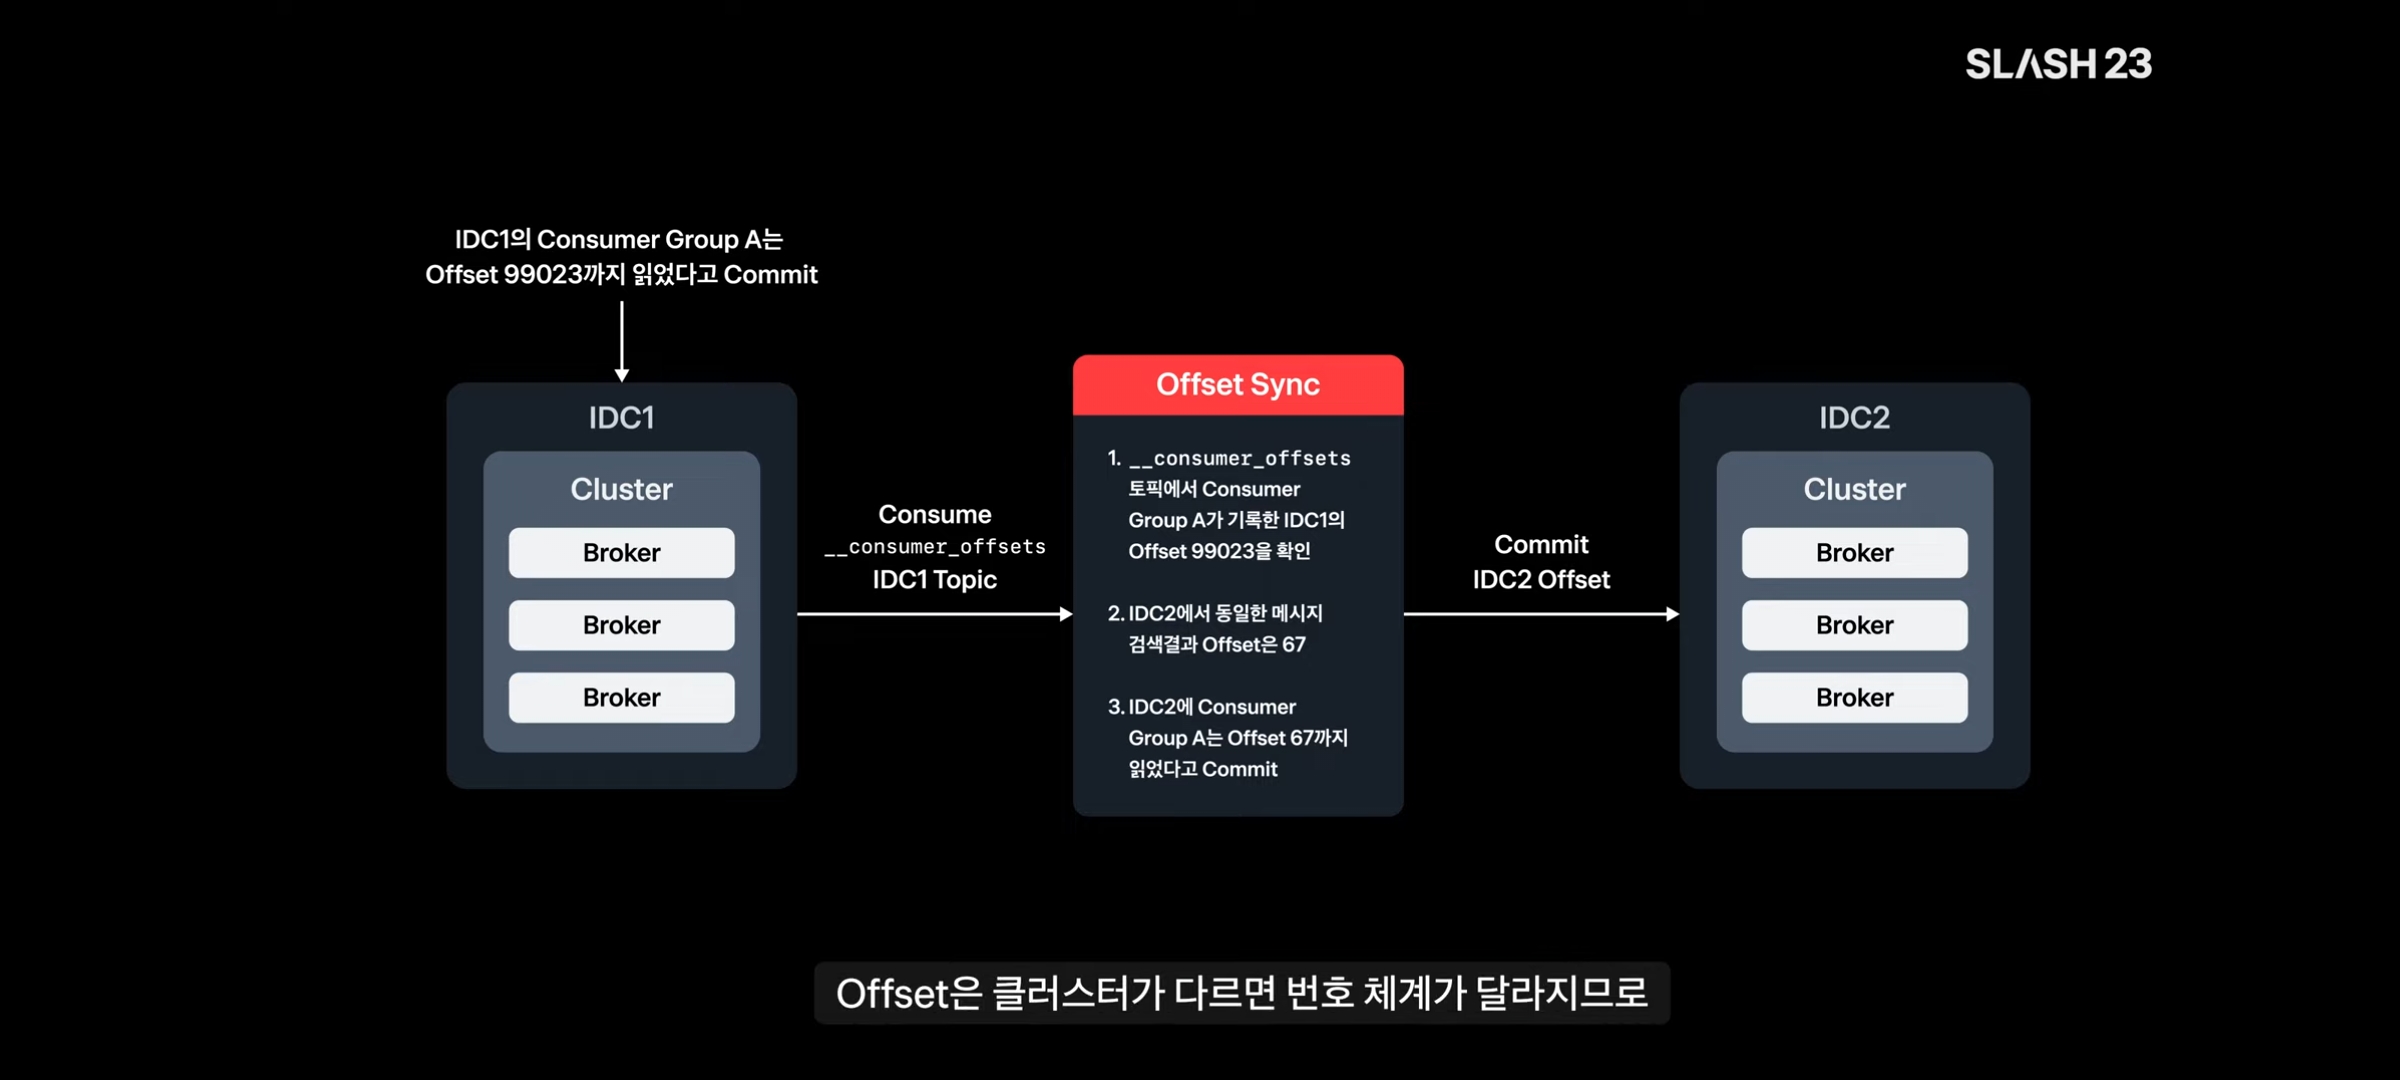 SLASH 23
IDC1의 Consumer Group A는
Offset 99023까지 읽었다고 Commit
IDC1
Cluster
Broker
Broker
Broker
Consume
__consumer_offsets
IDC1 Topic
Offset Sync
1. __consumer_offsets
토픽에서 Consumer
Group A가 기록한 IDC1의
Offset 99023을 확인
2. IDC2에서 동일한 메시지
검색결과 Offset은 67
3. IDC2에 Consumer
Group A는 Offset 67까지
읽었다고 Commit
Commit
IDC2 Offset
IDC2
Cluster
Broker
Broker
Broker
Offset은 클러스터가 다르면 번호 체계가 달라지므로